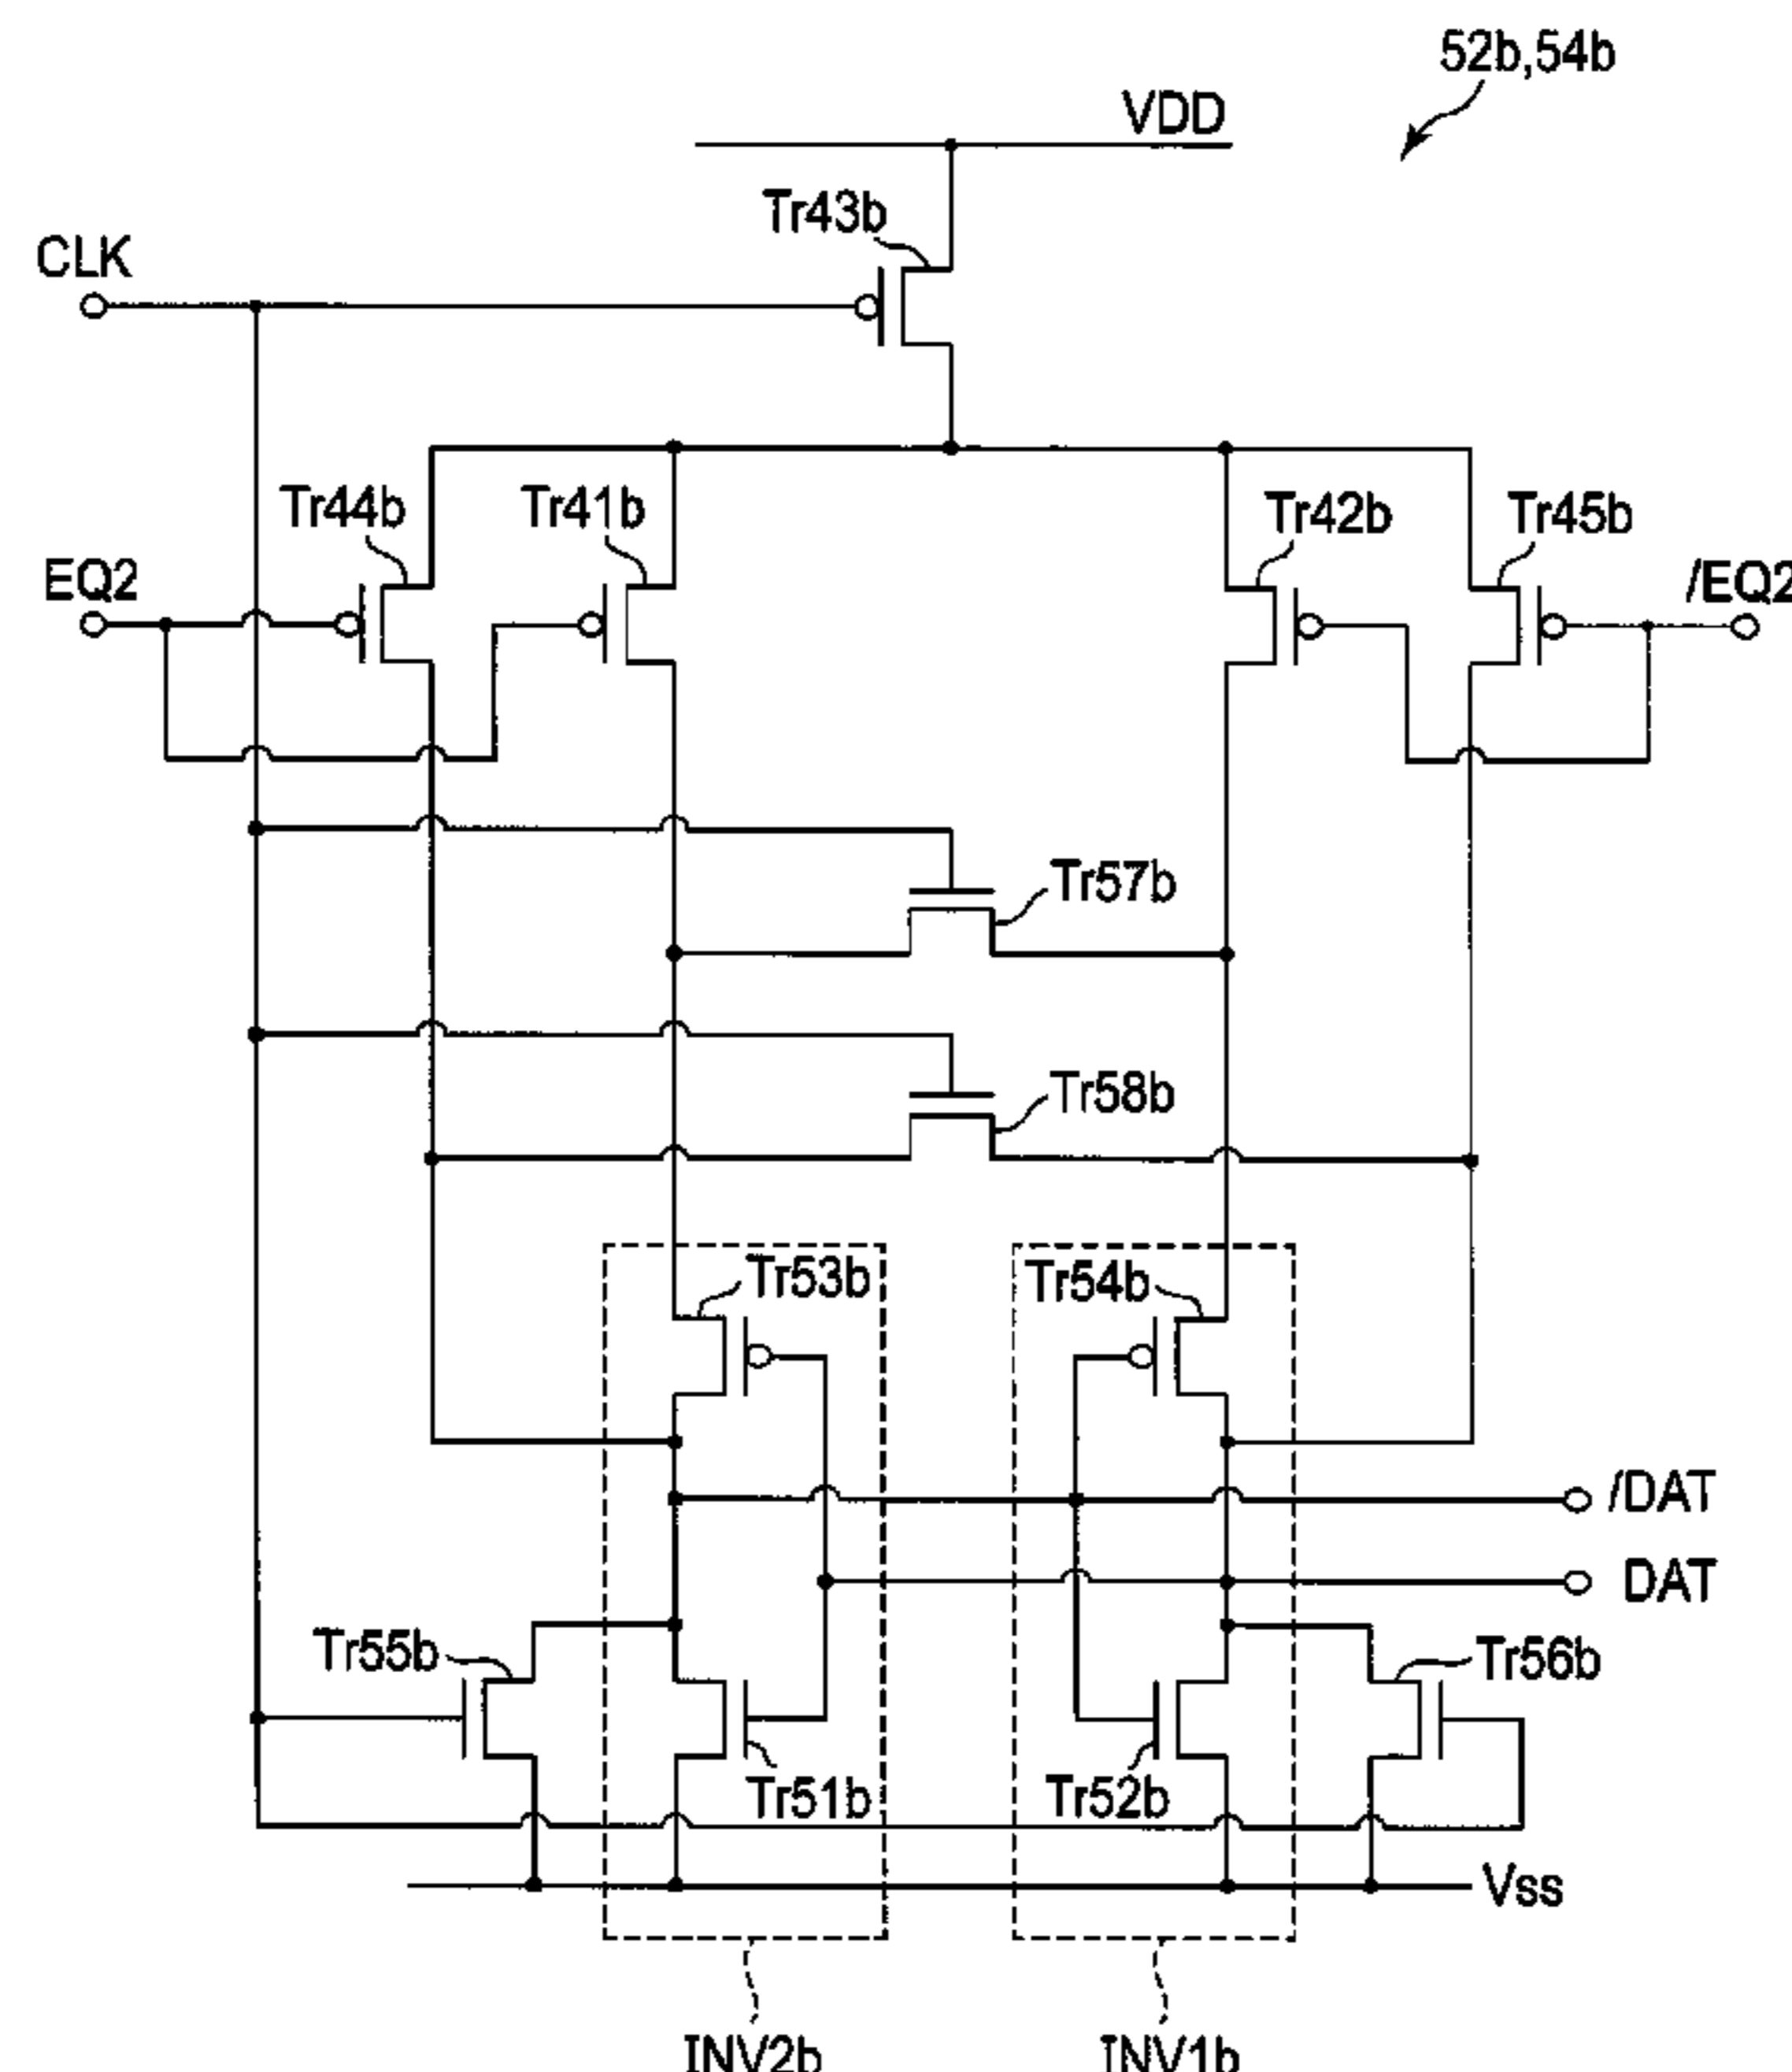 52b,54b
VDD
Tr43b
CLK
Tr44b
Tr41b
Tr42b
Tr45b
EQ2
/EQ2
Tr57b
Tr58b
Tr53b
Tr54b
/DAT
DAT
Tr55b
Tr56b
Tr51b
Tr52b
Vss
INV2b
INV1b